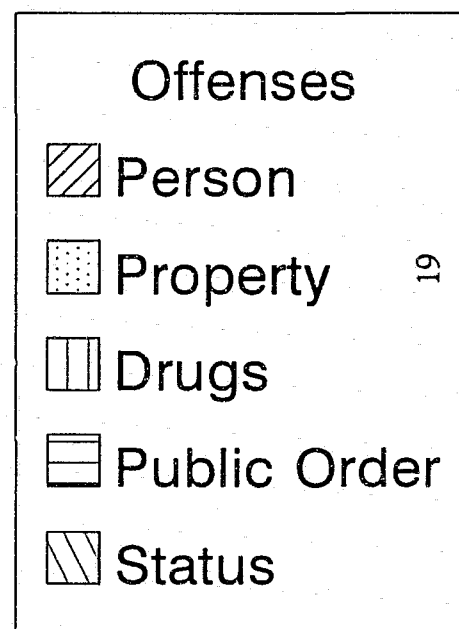 Offenses
Person
Property
19
Drugs
Public Order
Status